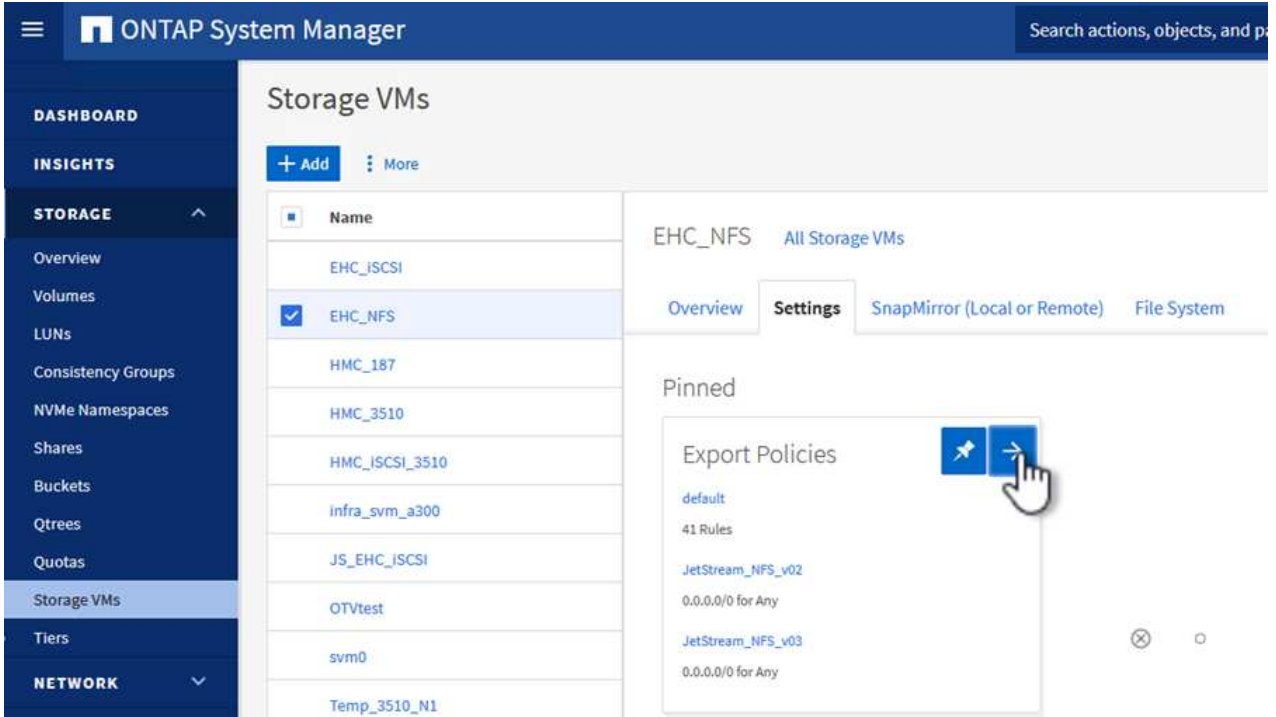 ONTAP System Manager
Search actions, objects, and pa
DASHBOARD
INSIGHTS
STORAGE
Overview
Volumes
LUNs
Consistency Groups
NVMe Namespaces
Shares
Buckets
Qtrees
Quotas
Storage VMs
Tiers
NETWORK
Storage VMs
+ Add
More
Name
EHC_iSCSI
EHC_NFS
HMC_187
HMC_3510
HMC_iSCSI_3510
infra_svm_a300
JS_EHC_iSCSI
OTVtest
svm0
Temp_3510_N1
EHC_NFS All Storage VMs
Overview Settings SnapMirror (Local or Remote) File System
Pinned
Export Policies
default
41 Rules
JetStream_NFS_v02
0.0.0.0/0 for Any
JetStream_NFS_v03
0.0.0.0/0 for Any